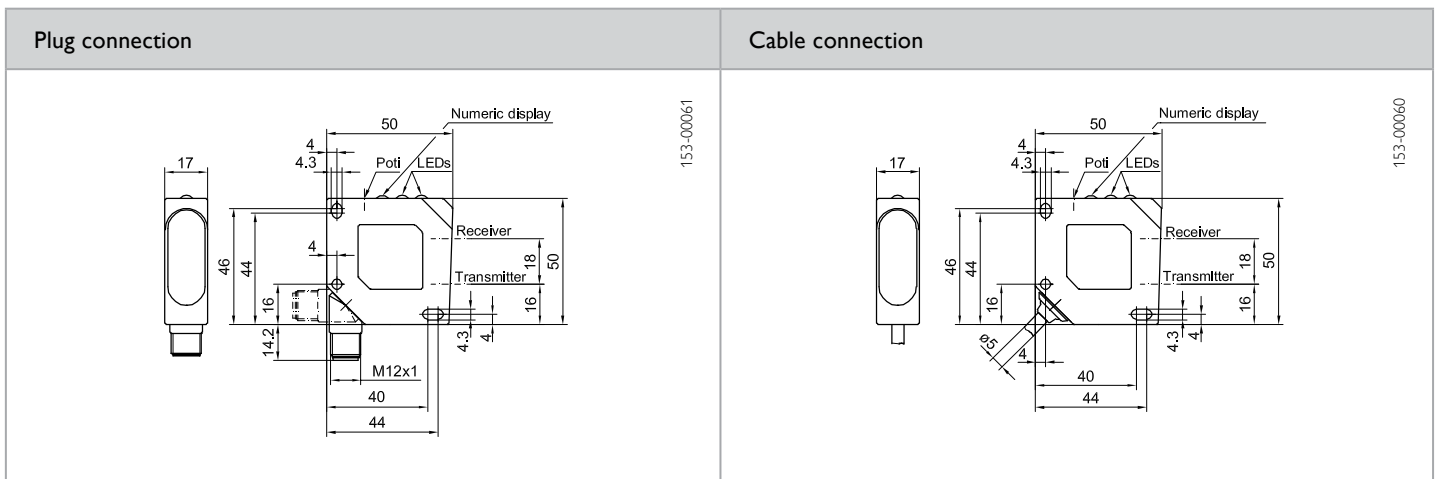 Plug connection
Cable connection
Numeric display
50
4
4.3
Poti
LEDs
17
153-00061
Receiver
4
46
44
18
50
Transmitter
16
16
14.2
4.3
4
M12x1
40
44
Numeric display
50
4
4.3
Poti
LEDs
17
153-00060
Receiver
46
44
18
50
Transmitter
16
16
ø5
4
4.3
4
40
44